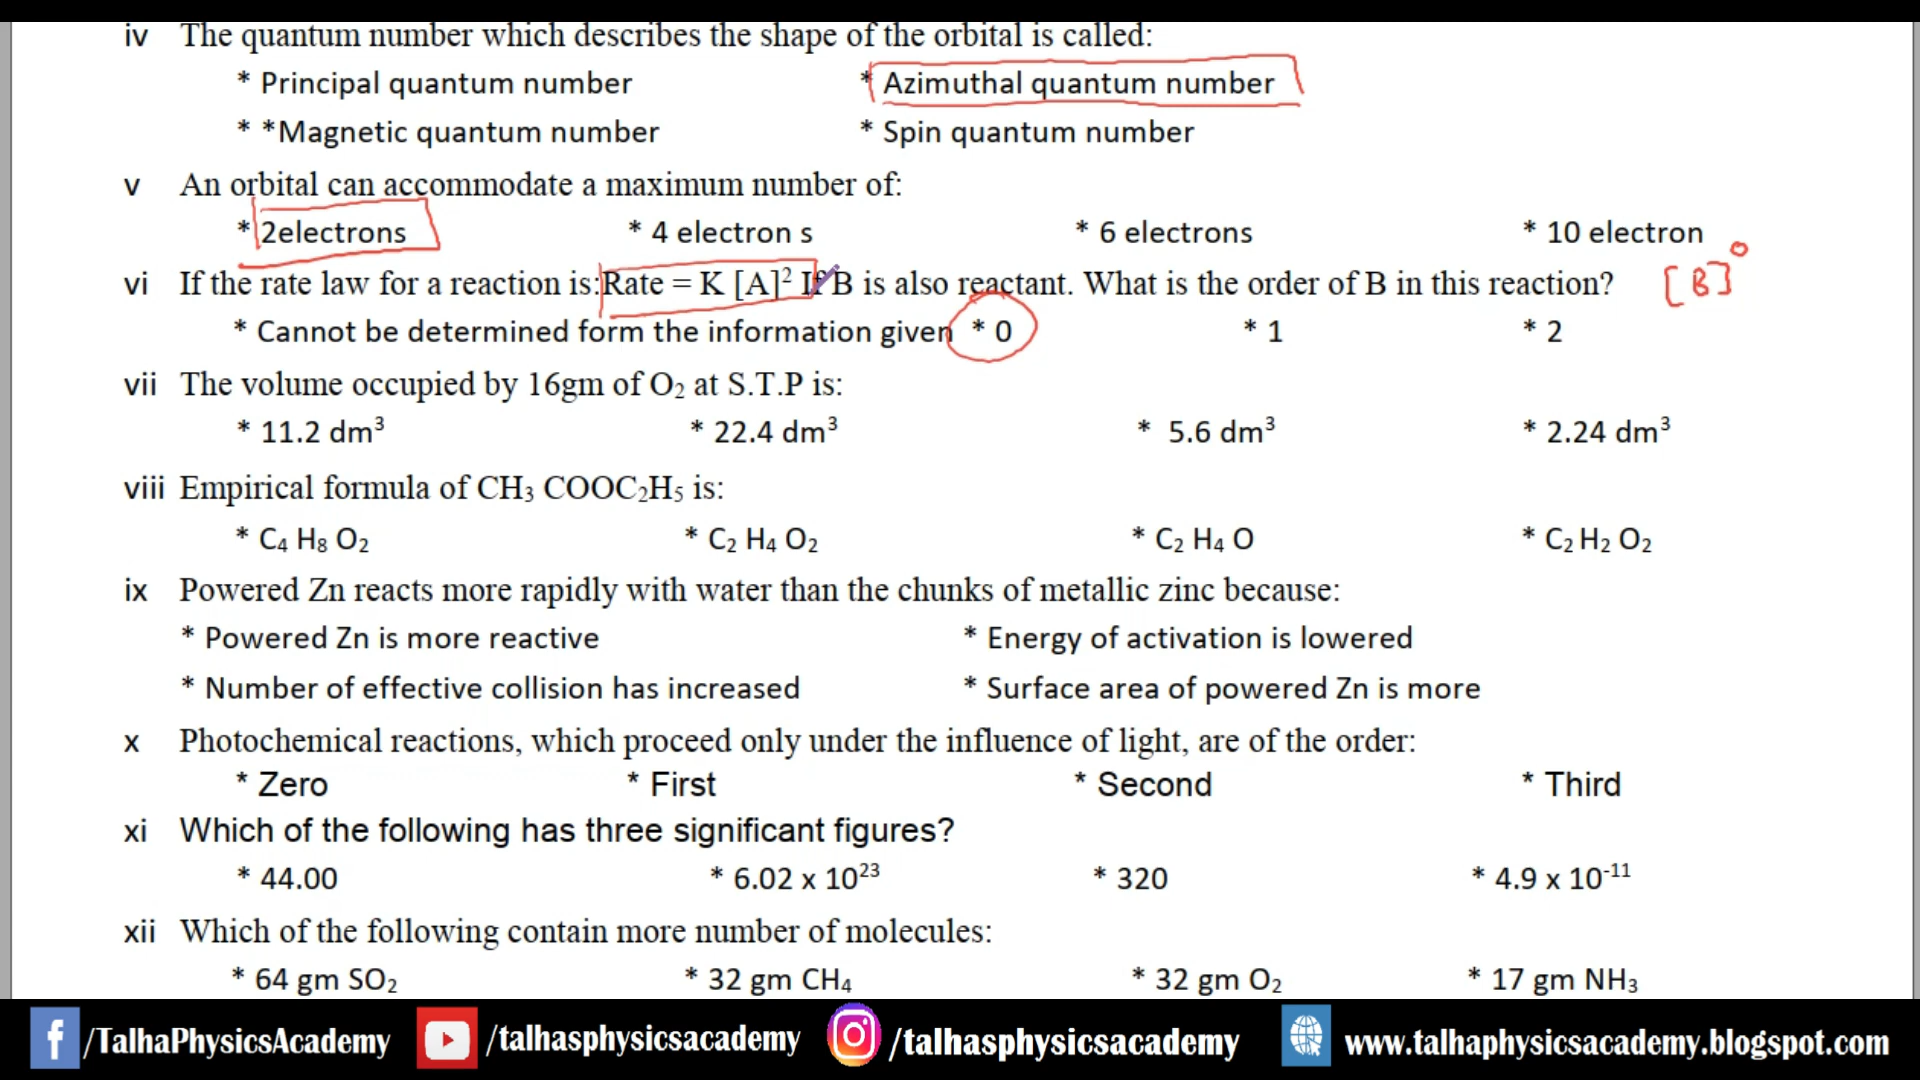 iv The quantum number which describes the shape of the orbital is called:
* Principal quantum number * Azimuthal quantum number
* *Magnetic quantum number * Spin quantum number
v An orbital can accommodate a maximum number of:
* 2electrons * 4 electron s * 6 electrons * 10 electron
vi If the rate law for a reaction is:Rate = K [A]² If B is also reactant. What is the order of B in this reaction? [B]⁰
* Cannot be determined form the information given * 0 * 1 * 2
vii The volume occupied by 16gm of O₂ at S.T.P is:
* 11.2 dm³ * 22.4 dm³ * 5.6 dm³ * 2.24 dm³
viii Empirical formula of CH₃ COOC₂H₅ is:
* C₄ H₈ O₂ * C₂ H₄ O₂ * C₂ H₄ O * C₂ H₂ O₂
ix Powered Zn reacts more rapidly with water than the chunks of metallic zinc because:
* Powered Zn is more reactive * Energy of activation is lowered
* Number of effective collision has increased * Surface area of powered Zn is more
x Photochemical reactions, which proceed only under the influence of light, are of the order:
* Zero * First * Second * Third
xi Which of the following has three significant figures?
* 44.00 * 6.02 x 10²³ * 320 * 4.9 x 10⁻¹¹
xii Which of the following contain more number of molecules:
* 64 gm SO₂ * 32 gm CH₄ * 32 gm O₂ * 17 gm NH₃
/TalhaPhysicsAcademy /talhasphysicsacademy /talhasphysicsacademy www.talhaphysicsacademy.blogspot.com